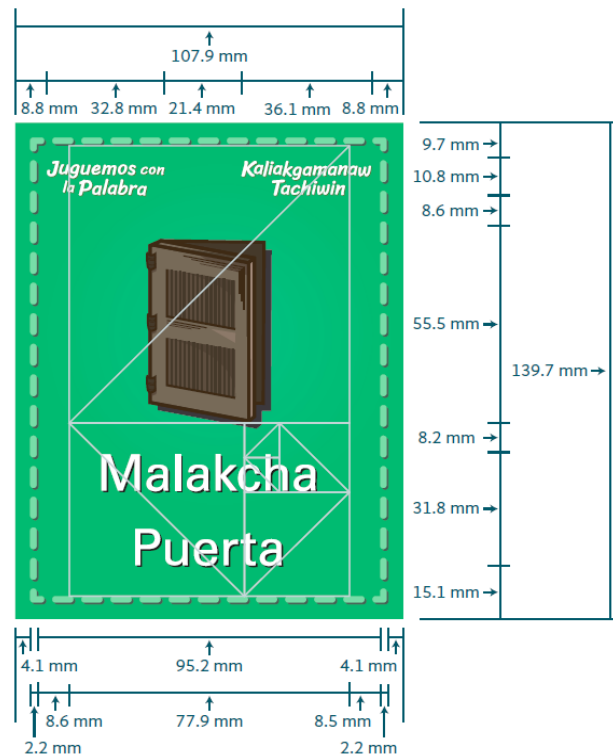 107.9 mm
8.8 mm 32.8 mm 21.4 mm 36.1 mm 8.8 mm
Juguemos con
la Palabra
Kaliakgamanaw
Tachiwin
Malakcha
Puerta
9.7 mm
10.8 mm
8.6 mm
55.5 mm
139.7 mm
8.2 mm
31.8 mm
15.1 mm
4.1 mm 95.2 mm 4.1 mm
8.6 mm 77.9 mm 8.5 mm
2.2 mm 2.2 mm